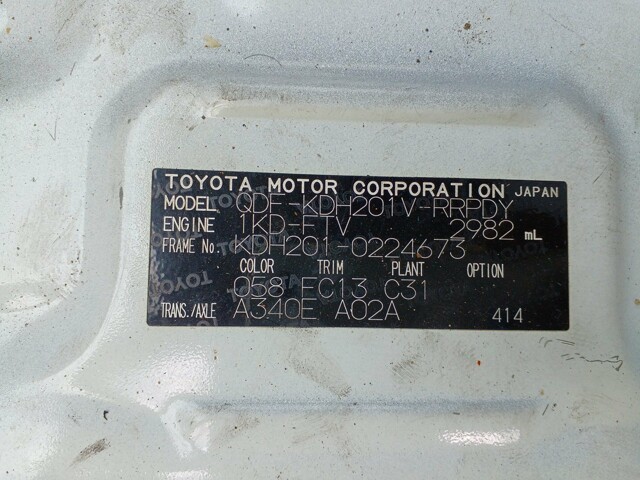 TOYOTA MOTOR CORPORATION JAPAN
MODEL QDF-KDH201V-RRPDY
ENGINE 1KD-FTV 2982 mL
FRAME No KDH201-0224673
COLOR TRIM PLANT OPTION
058 FC13 C31
TRANS./AXLE A340E A02A 414